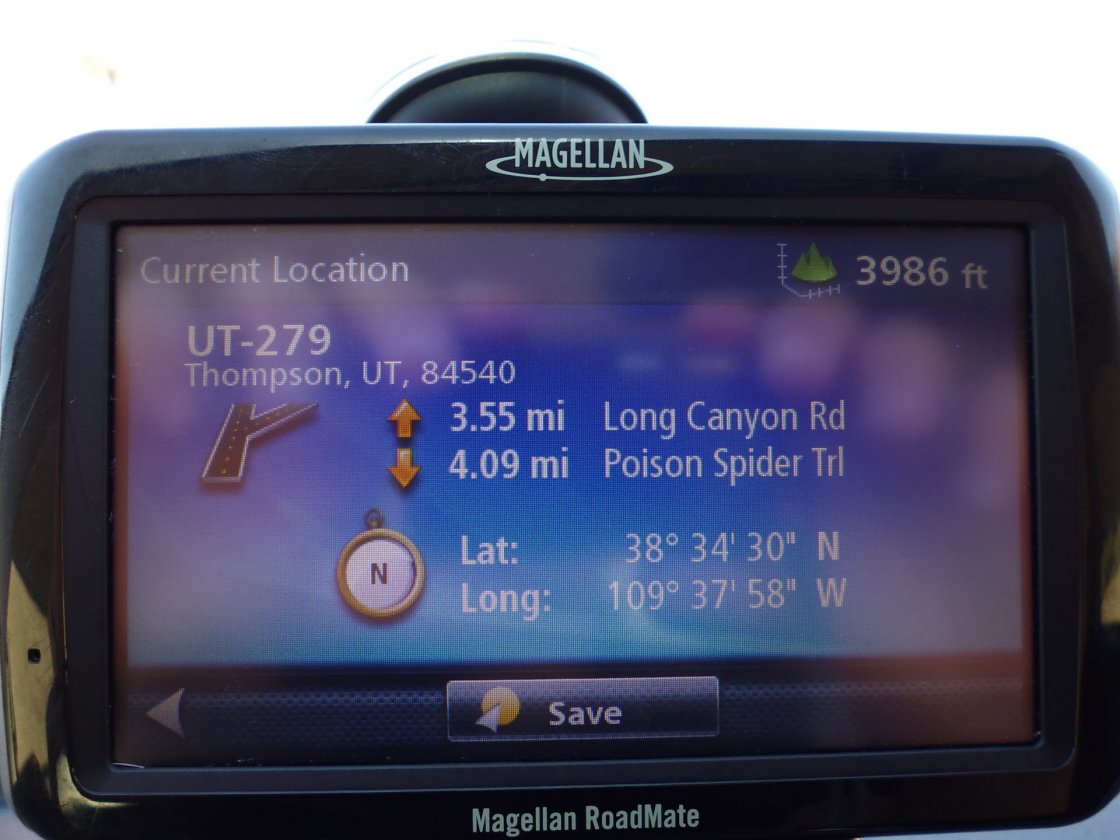 MAGELLAN
Current Location 3986 ft
UT-279
Thompson, UT, 84540
3.55 mi Long Canyon Rd
4.09 mi Poison Spider Trl
N
Lat: 38° 34' 30" N
Long: 109° 37' 58" W
Save
Magellan RoadMate